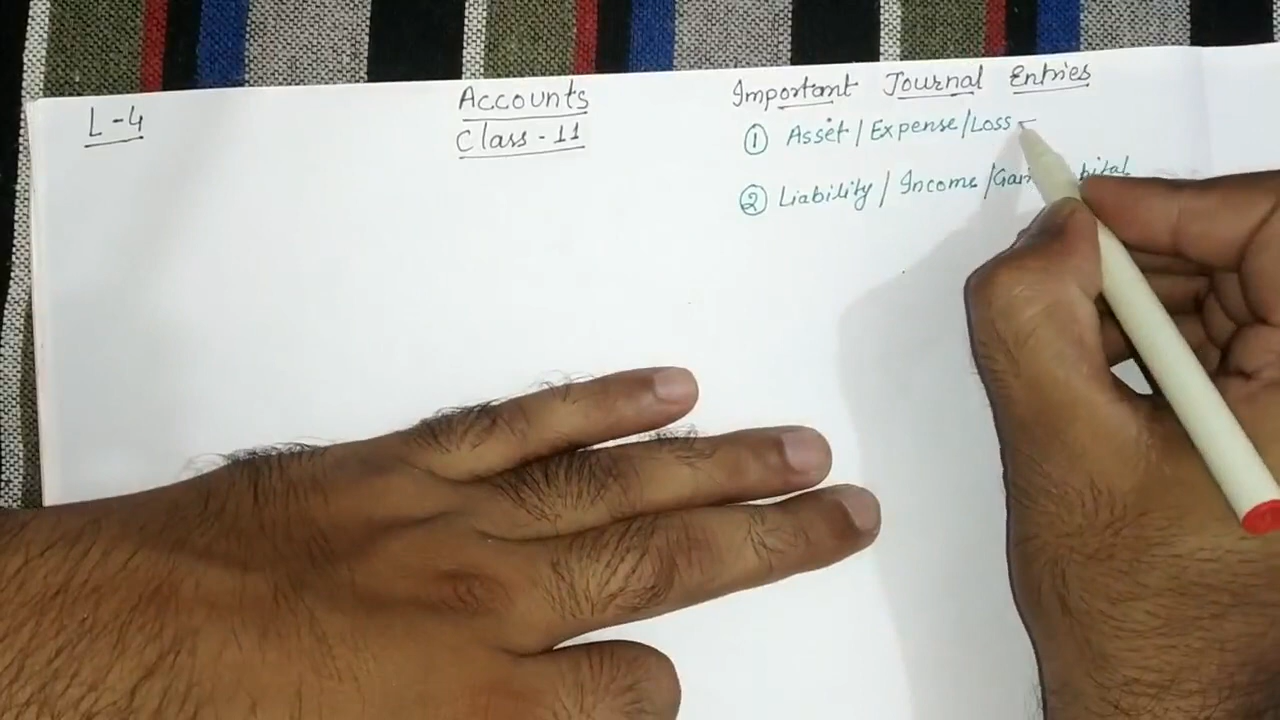 L-4
Accounts
Class - 11
Important Journal Entries
① Asset / Expense / Loss -
② Liability / Income /